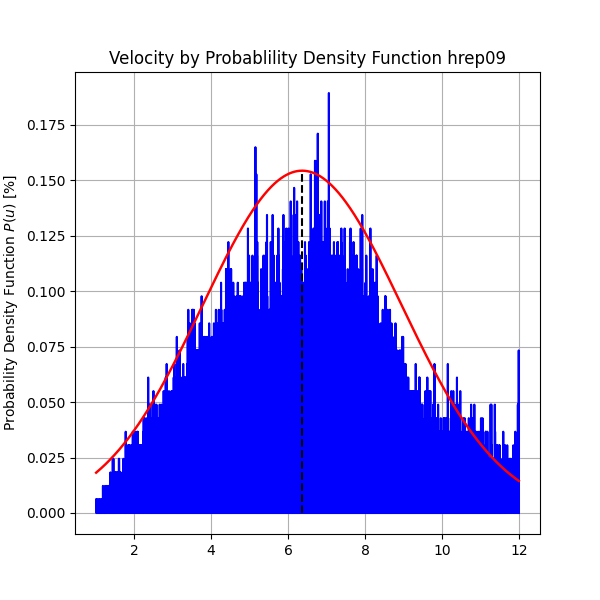 Velocity by Probablility Density Function hrep09
Probability Density Function P(u) [%]
0.175
0.150
0.125
0.100
0.075
0.050
0.025
0.000
2 4 6 8 10 12